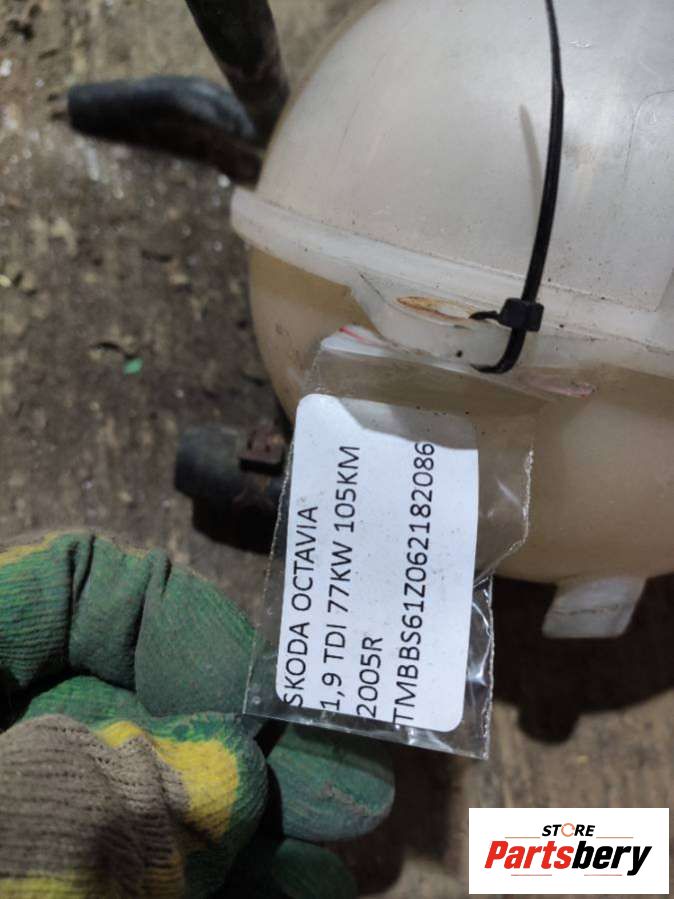 SKODA OCTAVIA
1,9 TDI 77KW 105KM
2005R
TMBBS61Z062182086
STORE
Partsbery